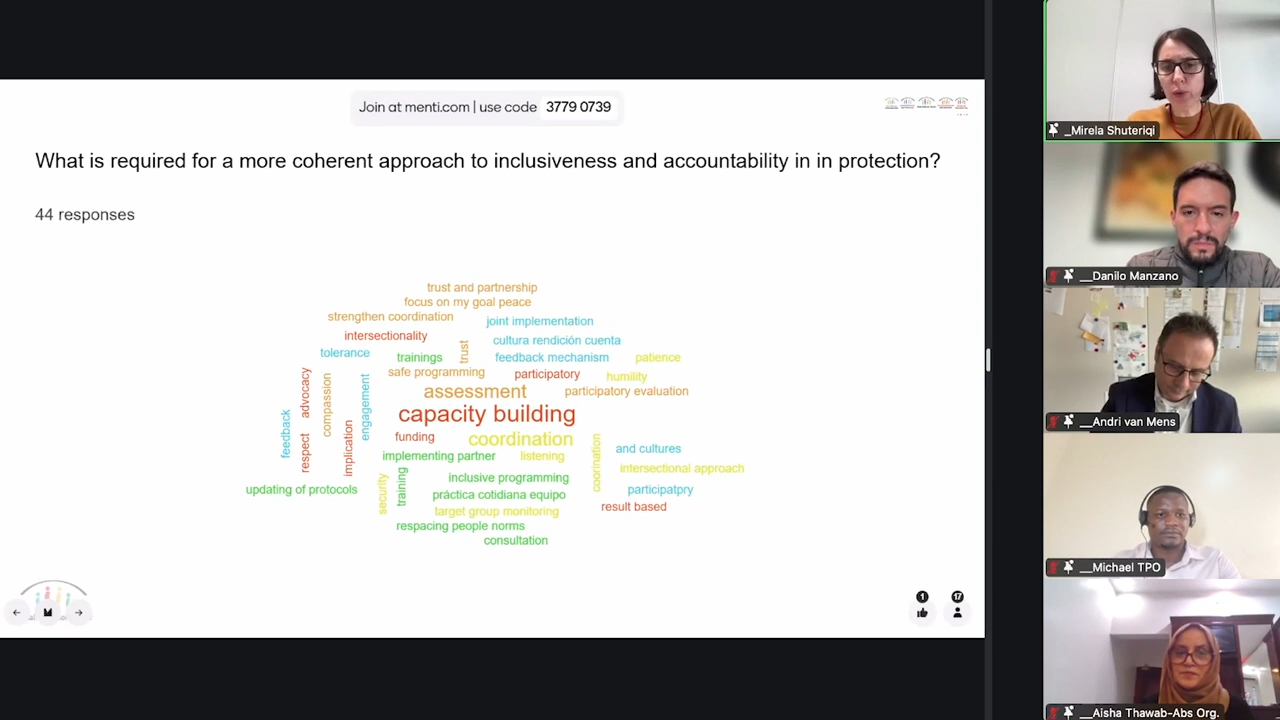 Join at menti.com | use code 3779 0739
What is required for a more coherent approach to inclusiveness and accountability in in protection?
44 responses
trust and partnership
focus on my goal peace
strengthen coordination
joint implementation
intersectionality
cultura rendición cuenta
tolerance
trainings
trust
feedback mechanism
patience
safe programming
participatory
humility
advocacy
compassion
engagement
assessment
participatory evaluation
capacity building
feedback
respect
implication
funding
coordination
coorination
and cultures
implementing partner
listening
intersectional approach
updating of protocols
security
training
inclusive programming
participatpry
práctica cotidiana equipo
result based
target group monitoring
respacing people norms
consultation
1
17
_Mirela Shuteriqi
__Danilo Manzano
__Andri van Mens
__Michael TPO
__Aisha Thawab-Abs Org.